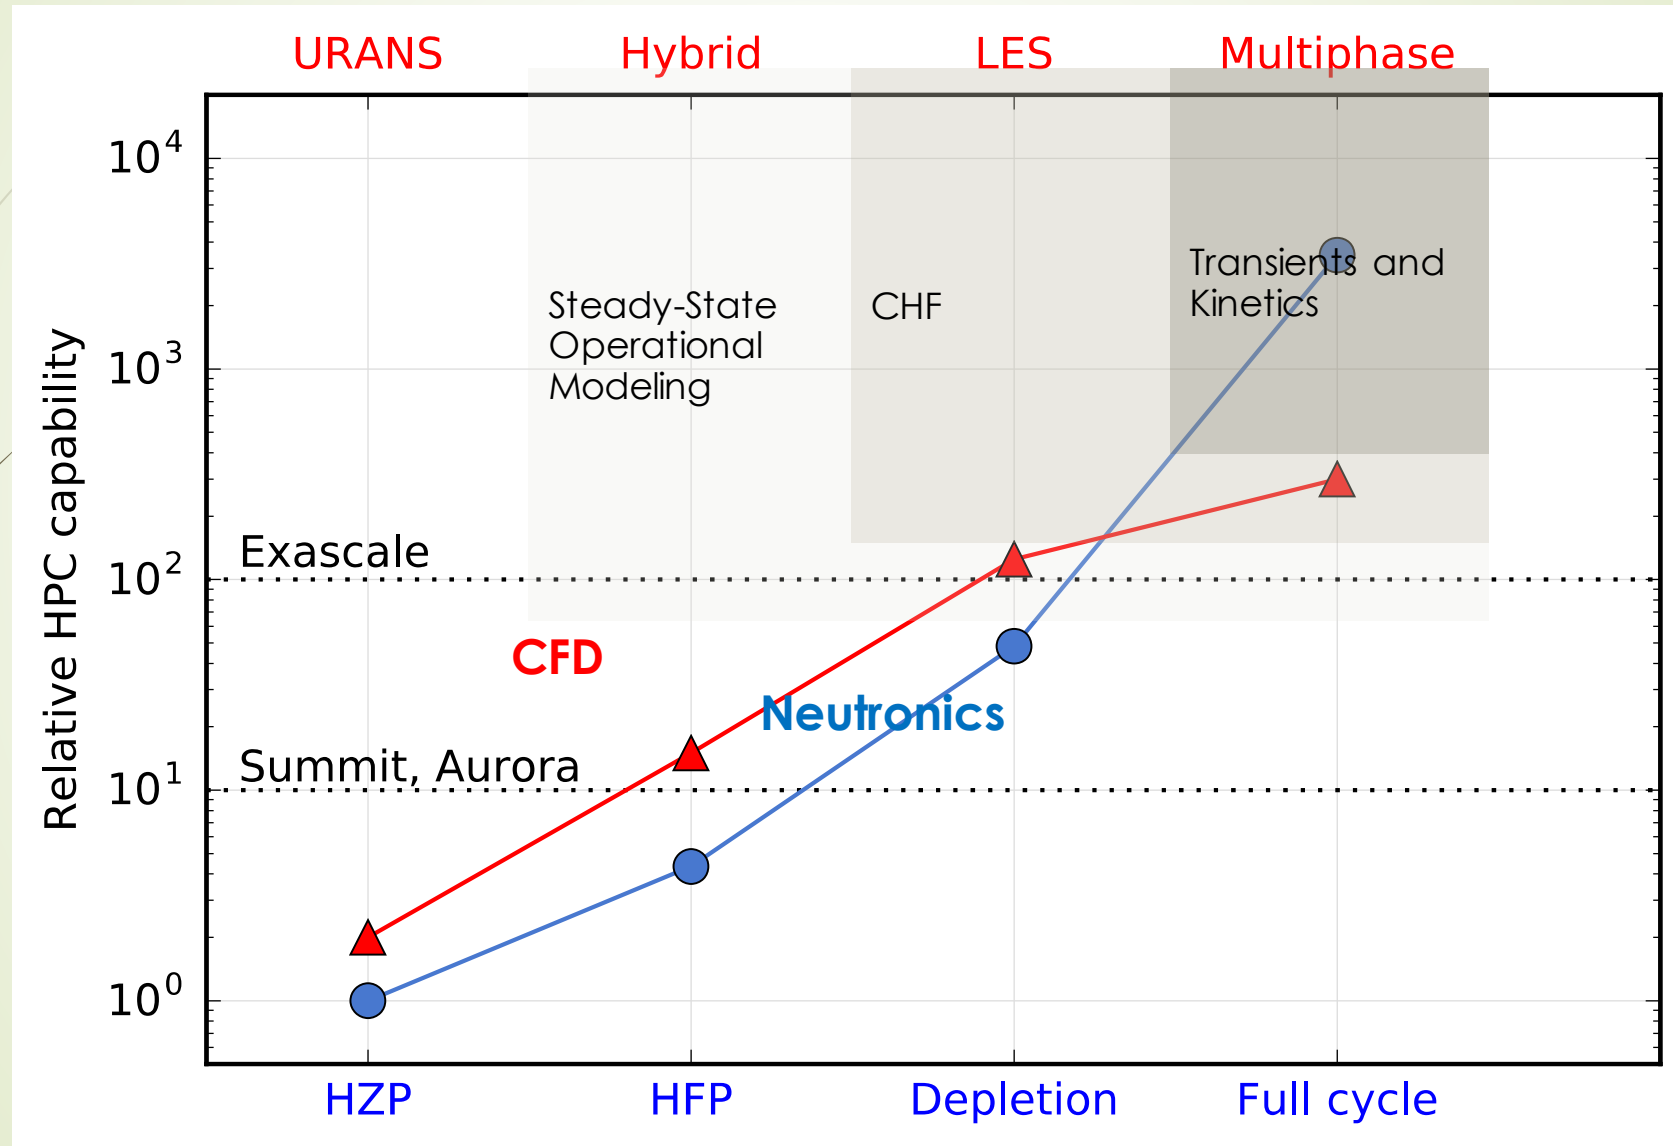 URANS Hybrid LES Multiphase
10^4
Transients and
Kinetics
Steady-State
Operational
Modeling
CHF
10^3
Relative HPC capability
Exascale
10^2
CFD
Neutronics
Summit, Aurora
10^1
10^0
HZP HFP Depletion Full cycle